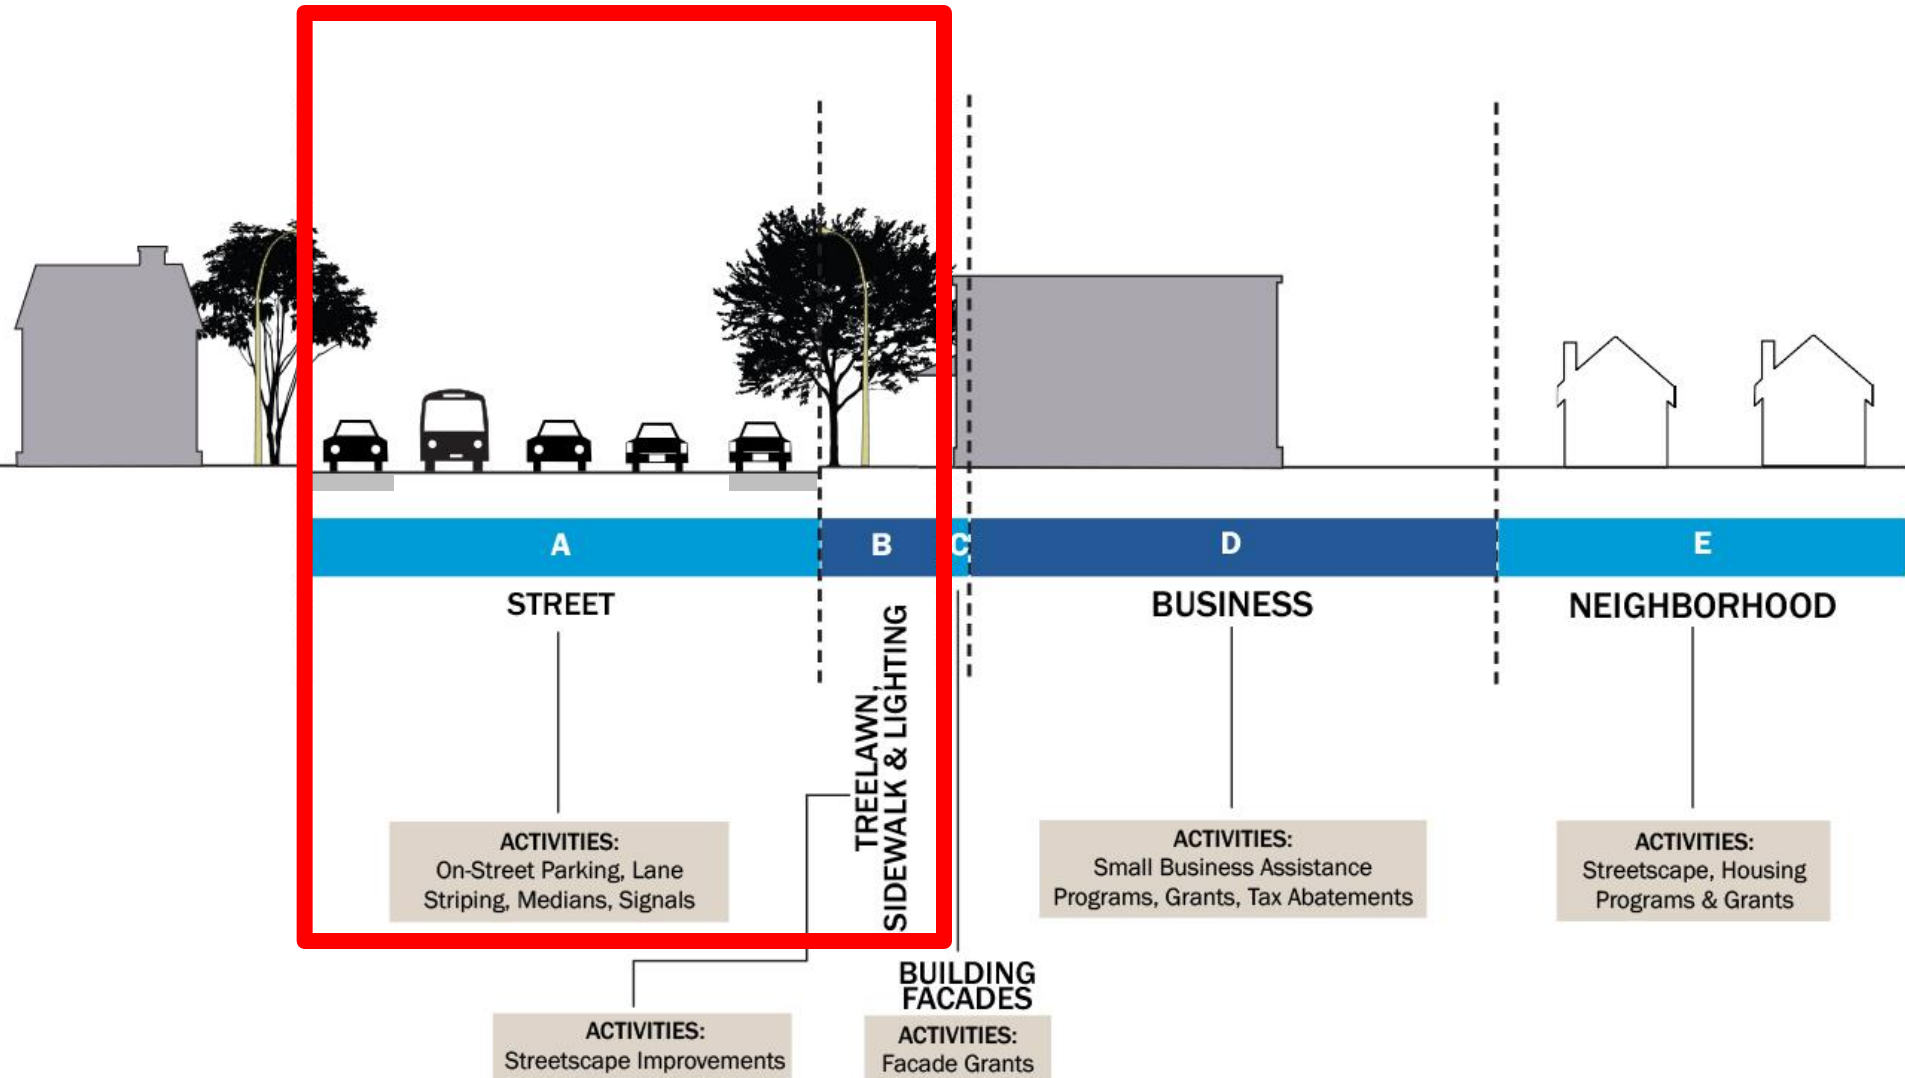 A
B
C
D
E
STREET
TREELAWN,
SIDEWALK & LIGHTING
BUSINESS
NEIGHBORHOOD
ACTIVITIES:
On-Street Parking, Lane
Striping, Medians, Signals
ACTIVITIES:
Small Business Assistance
Programs, Grants, Tax Abatements
ACTIVITIES:
Streetscape, Housing
Programs & Grants
BUILDING
FACADES
ACTIVITIES:
Streetscape Improvements
ACTIVITIES:
Facade Grants